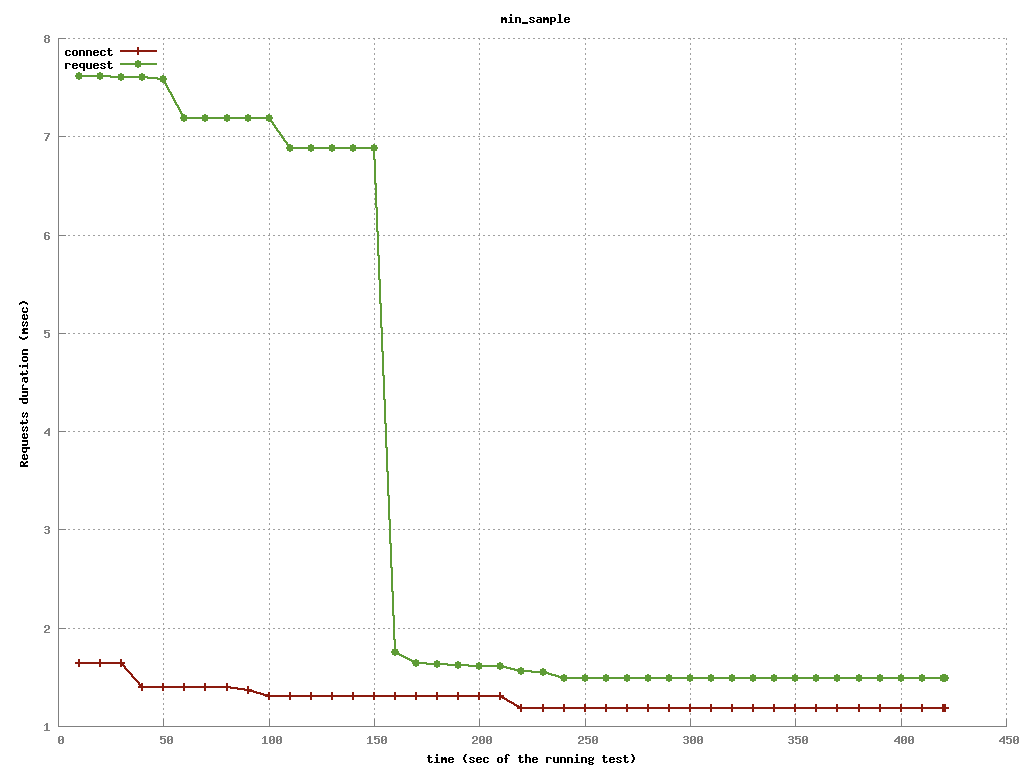 min_sample
8
connect
request
7
6
5
4
3
2
1
Requests duration (msec)
0 50 100 150 200 250 300 350 400 450
time (sec of the running test)